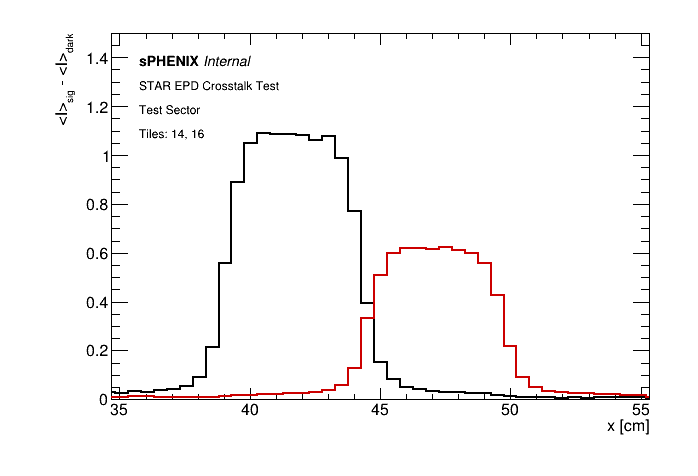 <I>sig - <I>dark
1.4
1.2
1
0.8
0.6
0.4
0.2
0
sPHENIX Internal
STAR EPD Crosstalk Test
Test Sector
Tiles: 14, 16
35 40 45 50 55
x [cm]